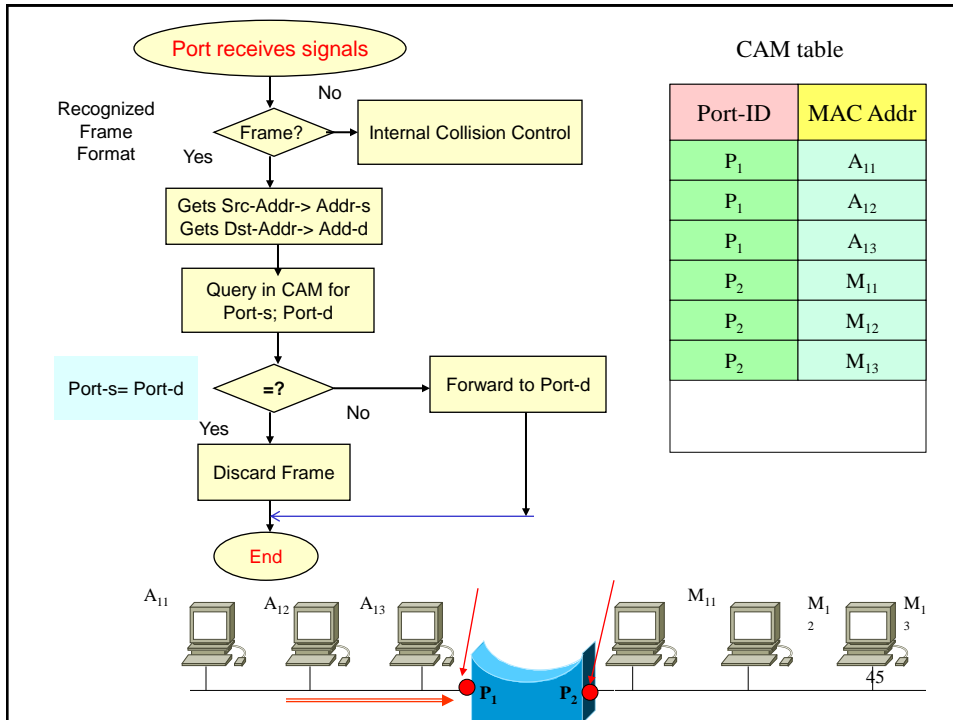 Port receives signals
CAM table
No
Recognized
Frame
Format
Frame?
Internal Collision Control
Yes
Gets Src-Addr-> Addr-s
Gets Dst-Addr-> Add-d
Query in CAM for
Port-s; Port-d
Port-s= Port-d
=?
No
Forward to Port-d
Yes
Discard Frame
End
Port-ID MAC Addr
P1 A11
P1 A12
P1 A13
P2 M11
P2 M12
P2 M13
A11 A12 A13 M11 M12 M13
45
P1 P2